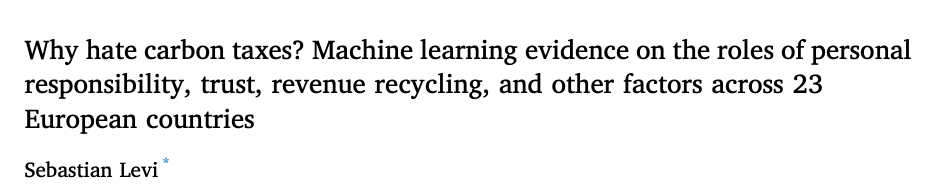 Why hate carbon taxes? Machine learning evidence on the roles of personal
responsibility, trust, revenue recycling, and other factors across 23
European countries
Sebastian Levi *